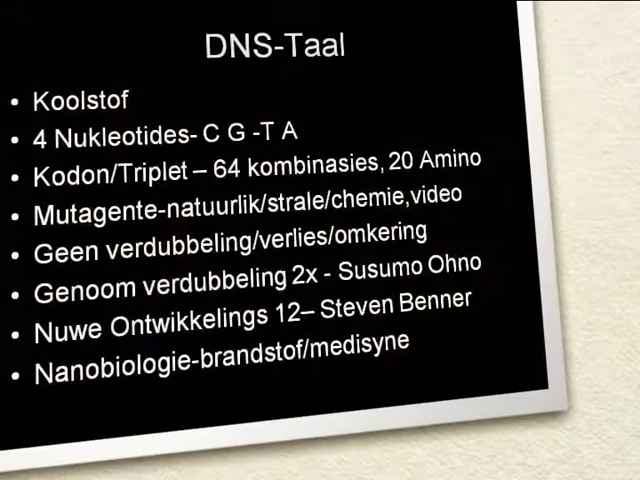 DNS-Taal
• Koolstof
• 4 Nukleotides- C G -T A
• Kodon/Triplet – 64 kombinasies, 20 Amino
• Mutagente-natuurlik/strale/chemie,video
• Geen verdubbeling/verlies/omkering
• Genoom verdubbeling 2x - Susumo Ohno
• Nuwe Ontwikkelings 12– Steven Benner
• Nanobiologie-brandstof/medisyne